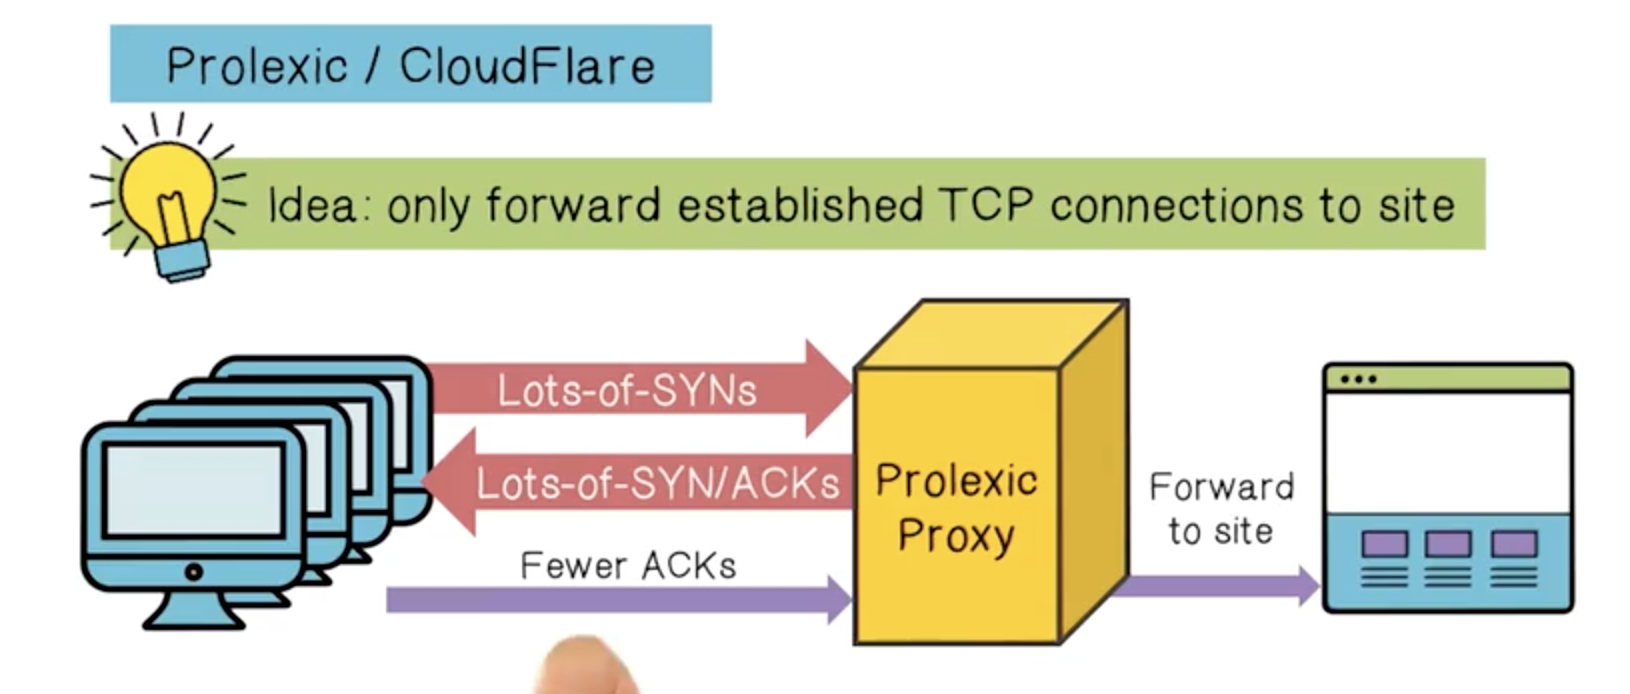 Prolexic / CloudFlare
Idea: only forward established TCP connections to site
Lots-of-SYNs
Lots-of-SYN/ACKs
Fewer ACKs
Prolexic
Proxy
Forward
to site